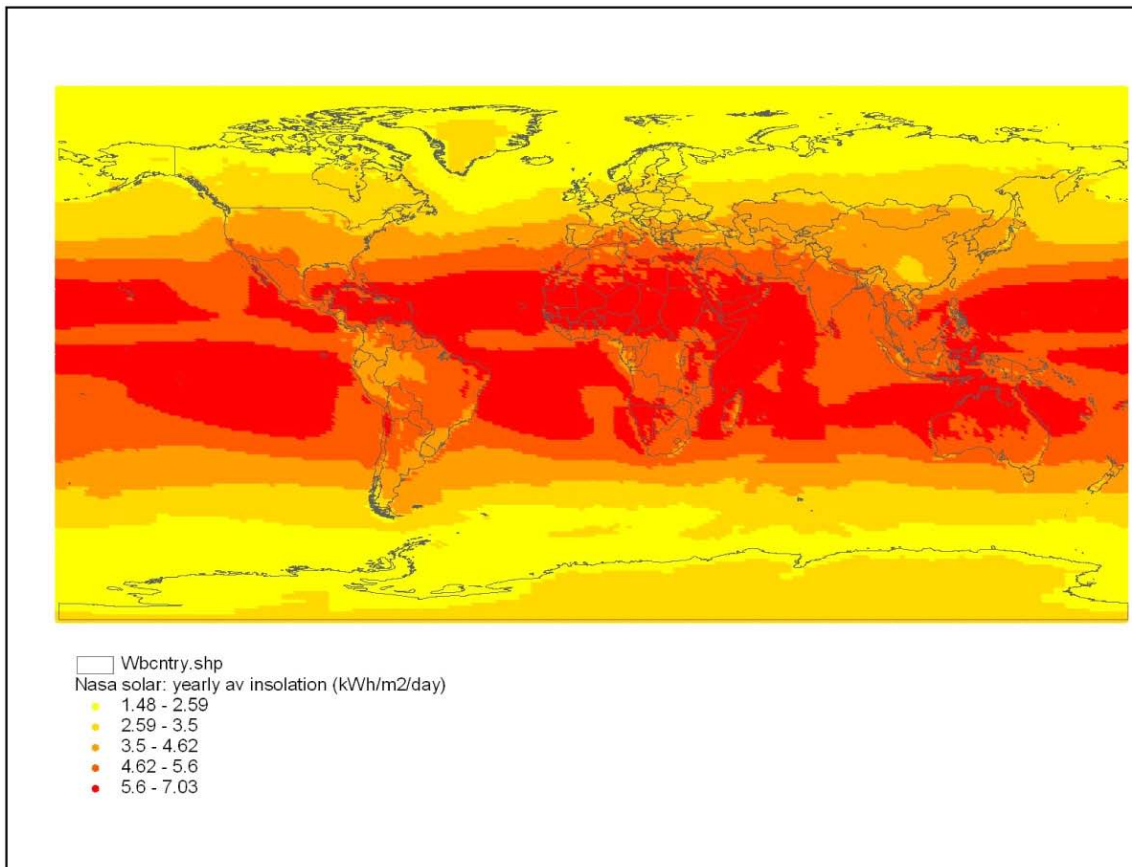 Wbcntry.shp
Nasa solar: yearly av insolation (kWh/m2/day)
1.48 - 2.59
2.59 - 3.5
3.5 - 4.62
4.62 - 5.6
5.6 - 7.03